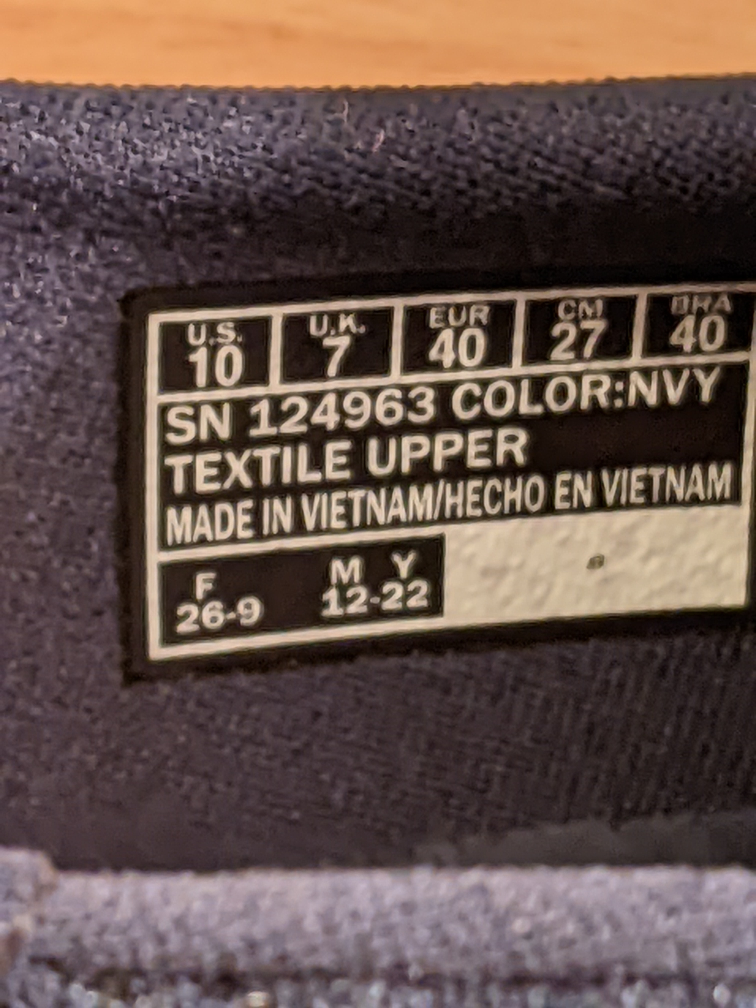 U.S. U.K. EUR CM BRA
10 7 40 27 40
SN 124963 COLOR:NVY
TEXTILE UPPER
MADE IN VIETNAM/HECHO EN VIETNAM
F M Y
26-9 12-22